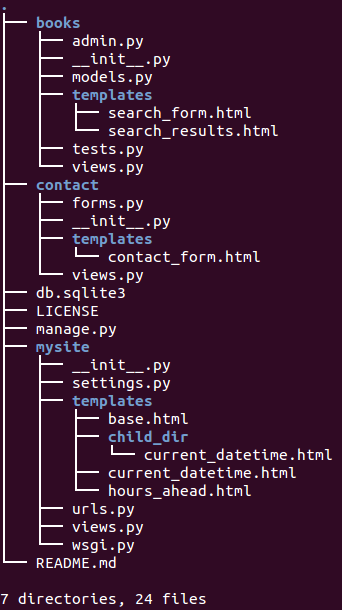 .
├── books
│   ├── admin.py
│   ├── __init__.py
│   ├── models.py
│   ├── templates
│   │   ├── search_form.html
│   │   └── search_results.html
│   ├── tests.py
│   └── views.py
├── contact
│   ├── forms.py
│   ├── __init__.py
│   ├── templates
│   │   └── contact_form.html
│   └── views.py
├── db.sqlite3
├── LICENSE
├── manage.py
├── mysite
│   ├── __init__.py
│   ├── settings.py
│   ├── templates
│   │   ├── base.html
│   │   ├── child_dir
│   │   │   └── current_datetime.html
│   │   ├── current_datetime.html
│   │   └── hours_ahead.html
│   ├── urls.py
│   ├── views.py
│   └── wsgi.py
└── README.md

7 directories, 24 files